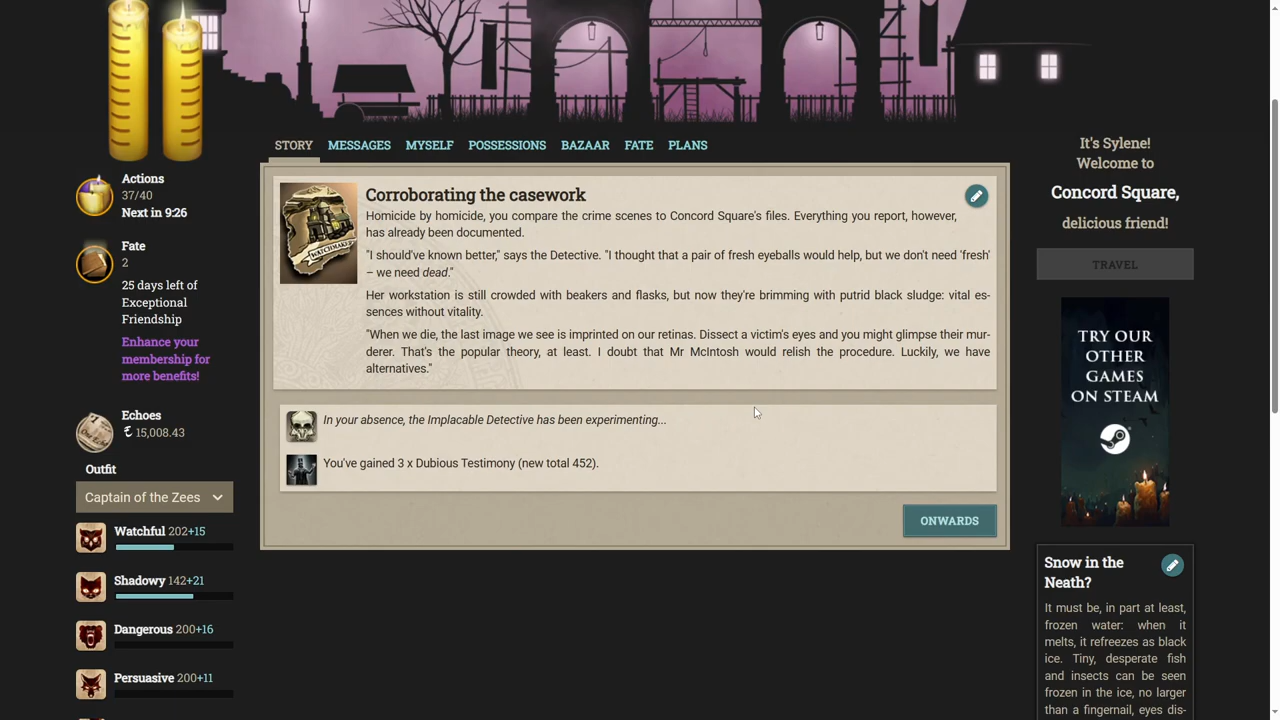 STORY MESSAGES MYSELF POSSESSIONS BAZAAR FATE PLANS
Actions
37/40
Next in 9:26
Fate
2
25 days left of
Exceptional
Friendship
Enhance your
membership for
more benefits!
Echoes
15,008.43
Outfit
Captain of the Zees
Watchful 202+15
Shadowy 142+21
Dangerous 200+16
Persuasive 200+11
WATCHMAKER
Corroborating the casework
Homicide by homicide, you compare the crime scenes to Concord Square's files. Everything you report, however,
has already been documented.
"I should've known better," says the Detective. "I thought that a pair of fresh eyeballs would help, but we don't need 'fresh'
– we need dead."
Her workstation is still crowded with beakers and flasks, but now they're brimming with putrid black sludge: vital es-
sences without vitality.
"When we die, the last image we see is imprinted on our retinas. Dissect a victim's eyes and you might glimpse their mur-
derer. That's the popular theory, at least. I doubt that Mr McIntosh would relish the procedure. Luckily, we have
alternatives."
In your absence, the Implacable Detective has been experimenting...
You've gained 3 x Dubious Testimony (new total 452).
ONWARDS
It's Sylene!
Welcome to
Concord Square,
delicious friend!
TRAVEL
TRY OUR
OTHER
GAMES
ON STEAM
Snow in the
Neath?
It must be, in part at least,
frozen water: when it
melts, it refreezes as black
ice. Tiny, desperate fish
and insects can be seen
frozen in the ice, no larger
than a fingernail, eyes dis-